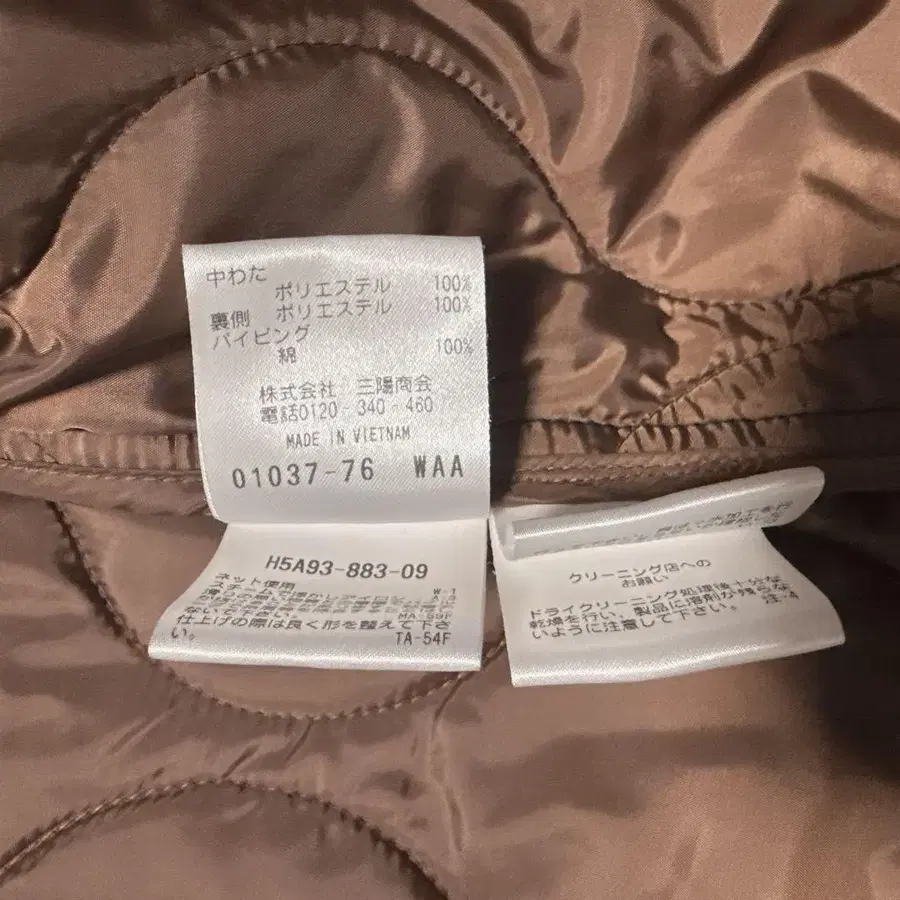 中わた
ポリエステル 100%
裏側 ポリエステル 100%
パイピング
綿 100%
株式会社 三陽商会
電話0120-340-460
MADE IN VIETNAM
01037-76 WAA
H5A93-883-09
ネット使用 W-1
MA-59F
仕上げの際は良く形を整えて下さ
い。 TA-54F
クリーニング店への
お願い
ドライクリーニング処理後十分な
乾燥を行い、製品に溶剤が残らな
いように注意して下さい。 注-4